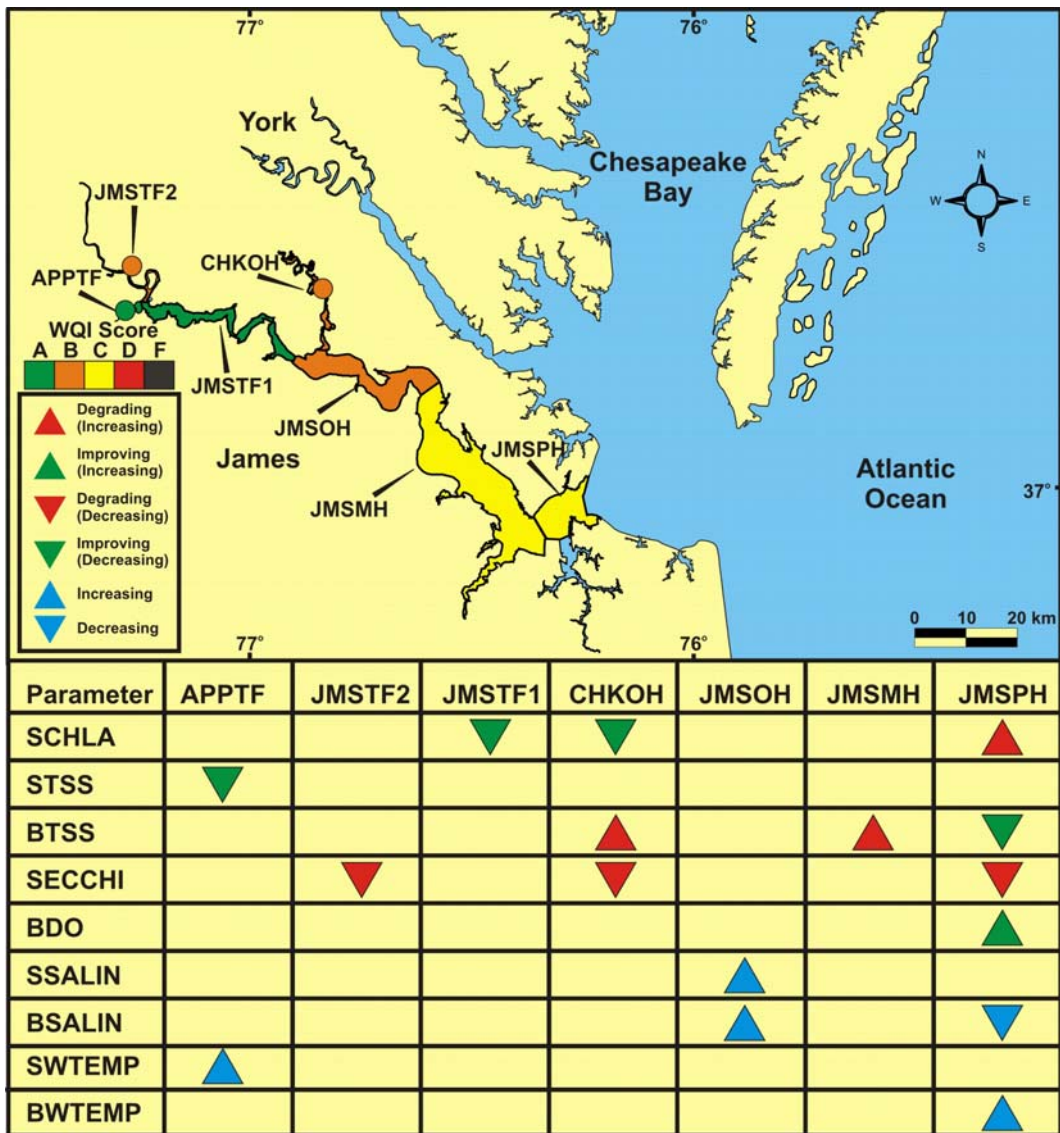 77°
76°
York
Chesapeake
Bay
N
W
E
S
JMSTF2
APPTF
CHKOH
WQI Score
A B C D F
JMSTF1
JMSOH
James
JMSPH
JMSMH
37°
Atlantic
Ocean
Degrading
(Increasing)
Improving
(Increasing)
Degrading
(Decreasing)
Improving
(Decreasing)
Increasing
Decreasing
0 10 20 km
77°
76°
Parameter APPTF JMSTF2 JMSTF1 CHKOH JMSOH JMSMH JMSPH
SCHLA
STSS
BTSS
SECCHI
BDO
SSALIN
BSALIN
SWTEMP
BWTEMP